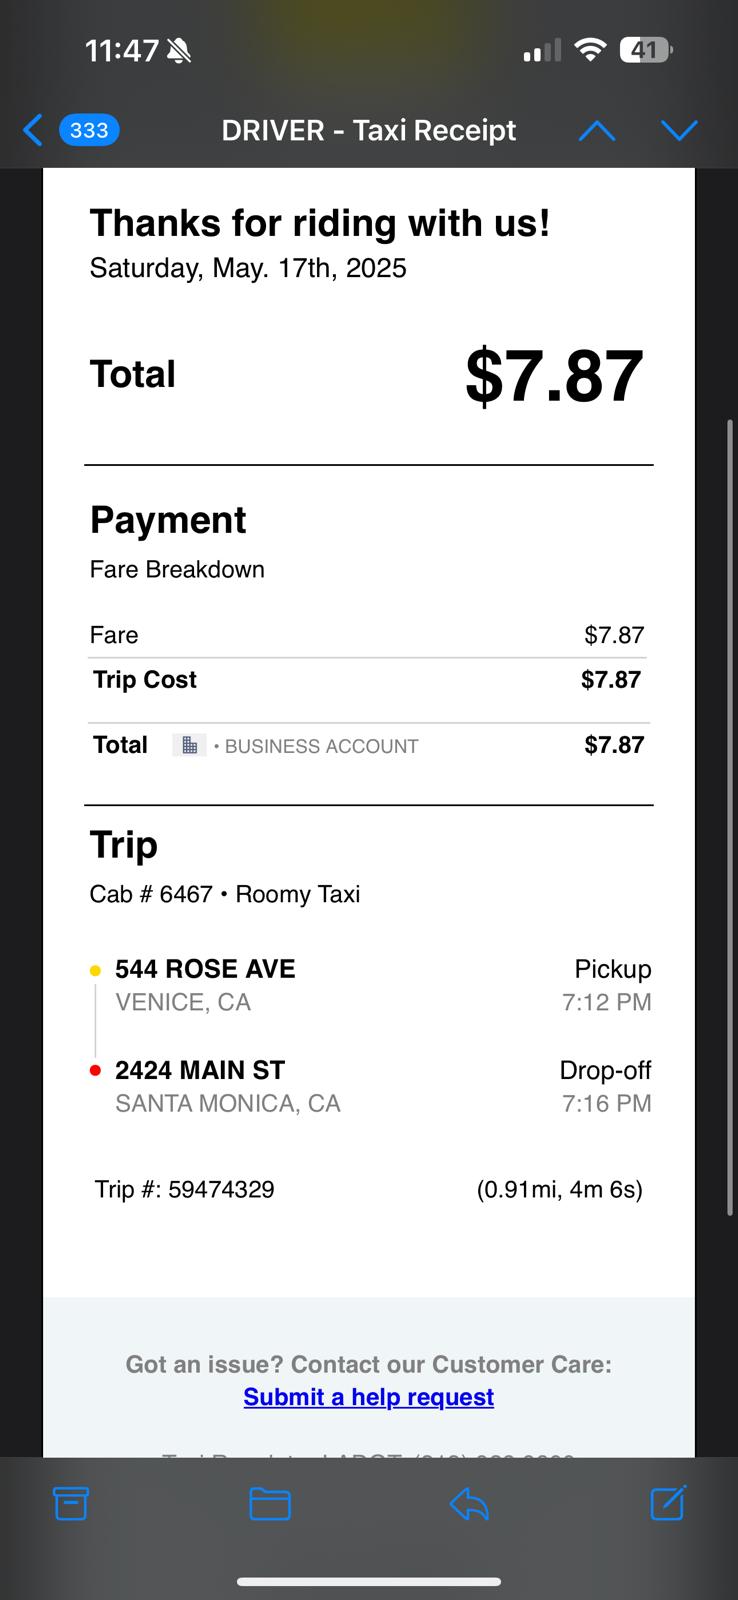 11:47
41
333
DRIVER - Taxi Receipt
Thanks for riding with us!
Saturday, May. 17th, 2025
Total $7.87
Payment
Fare Breakdown
Fare $7.87
Trip Cost $7.87
Total • BUSINESS ACCOUNT $7.87
Trip
Cab # 6467 • Roomy Taxi
544 ROSE AVE Pickup
VENICE, CA 7:12 PM
2424 MAIN ST Drop-off
SANTA MONICA, CA 7:16 PM
Trip #: 59474329 (0.91mi, 4m 6s)
Got an issue? Contact our Customer Care:
Submit a help request